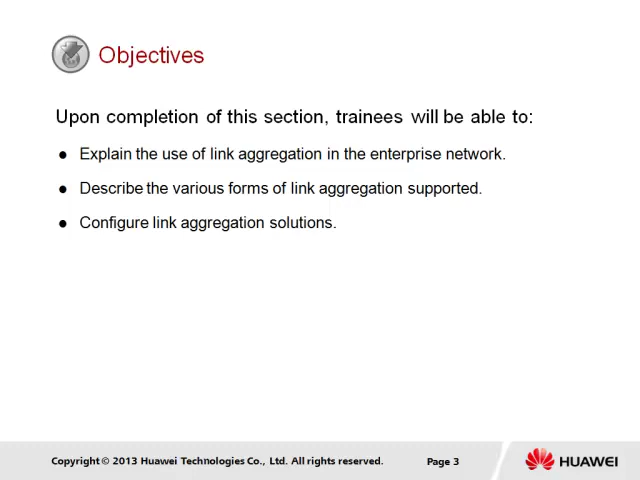 Objectives
Upon completion of this section, trainees will be able to:
● Explain the use of link aggregation in the enterprise network.
● Describe the various forms of link aggregation supported.
● Configure link aggregation solutions.
Copyright © 2013 Huawei Technologies Co., Ltd. All rights reserved.
Page 3
HUAWEI